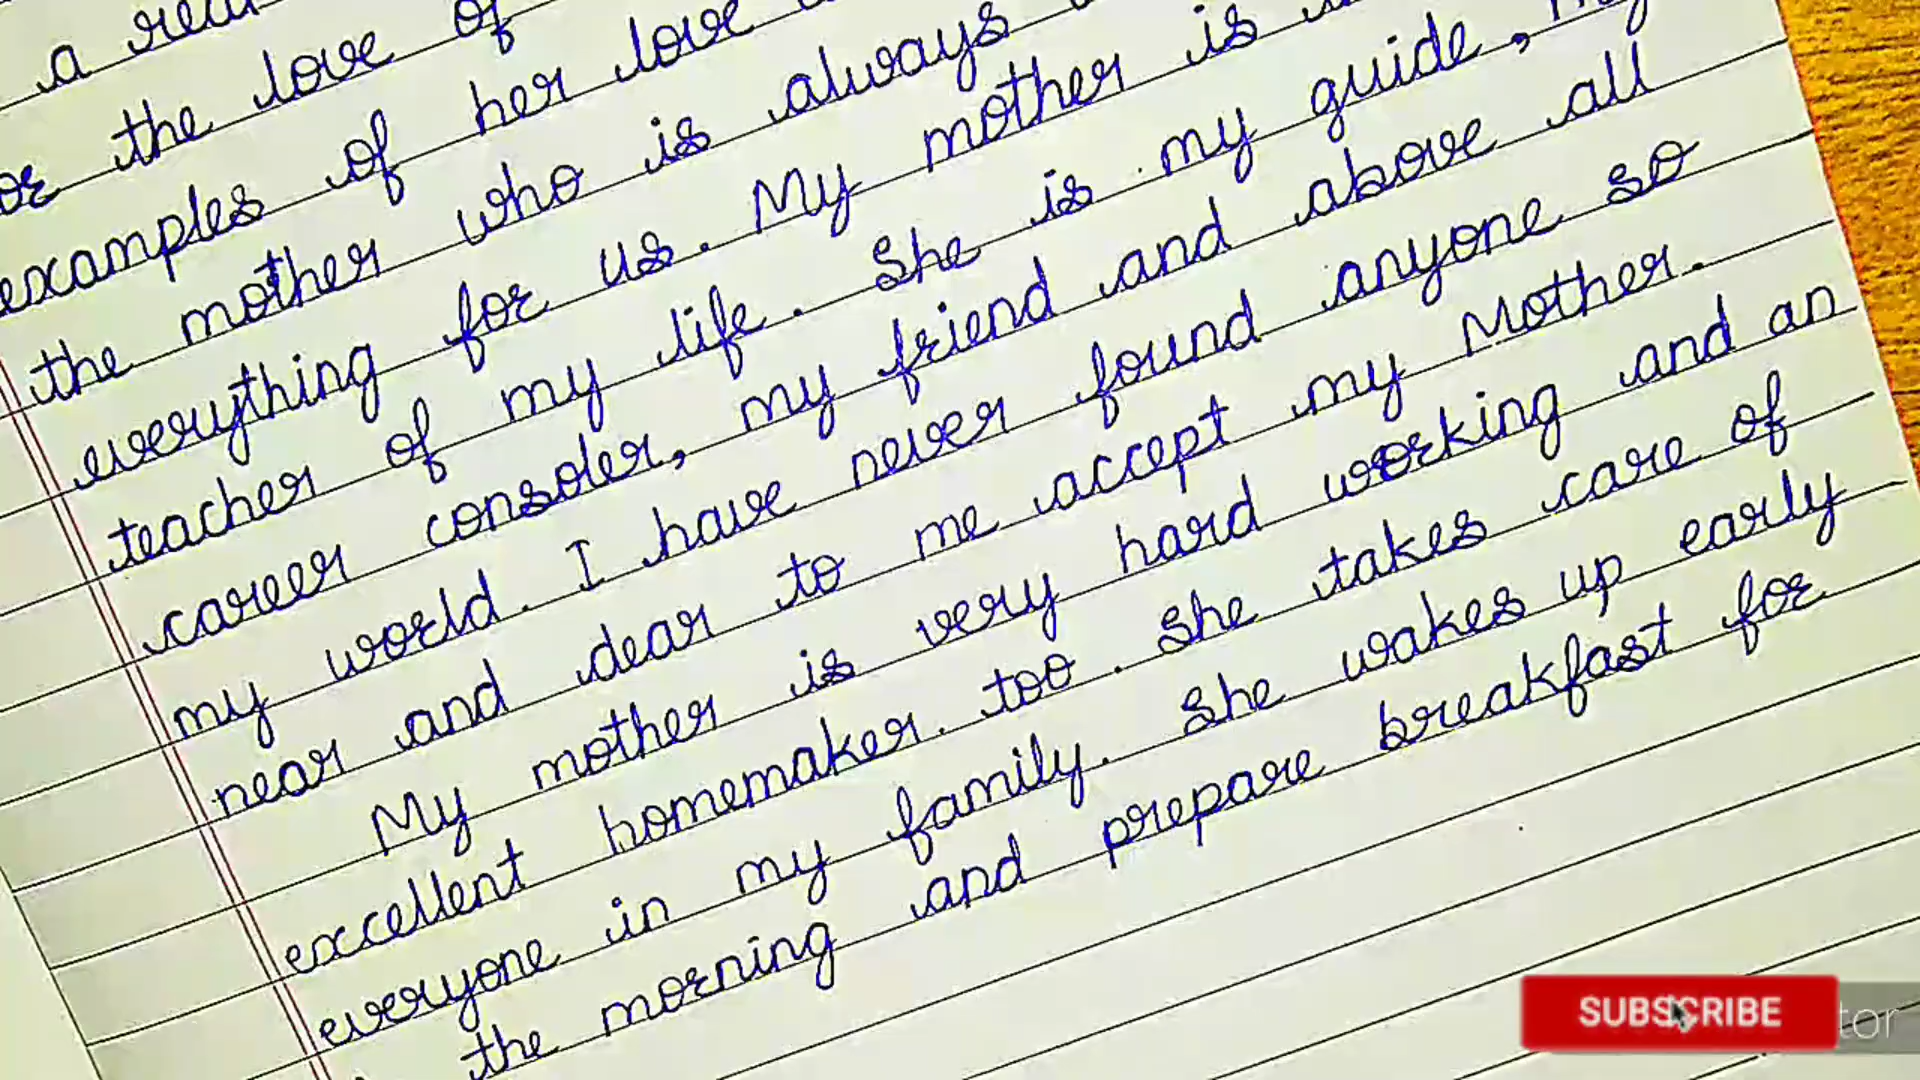 a
the love of
examples of her love
the mother who is always
everything for us. My mother is
teacher of my life. She is my guide,
career consoler, my friend and above all
my world. I have never found anyone so
near and dear to me accept my Mother.
My mother is very hard working and an
excellent homemaker. too. She takes care of
everyone in my family. She wakes up early
the morning and prepare breakfast for
SUBSCRIBE